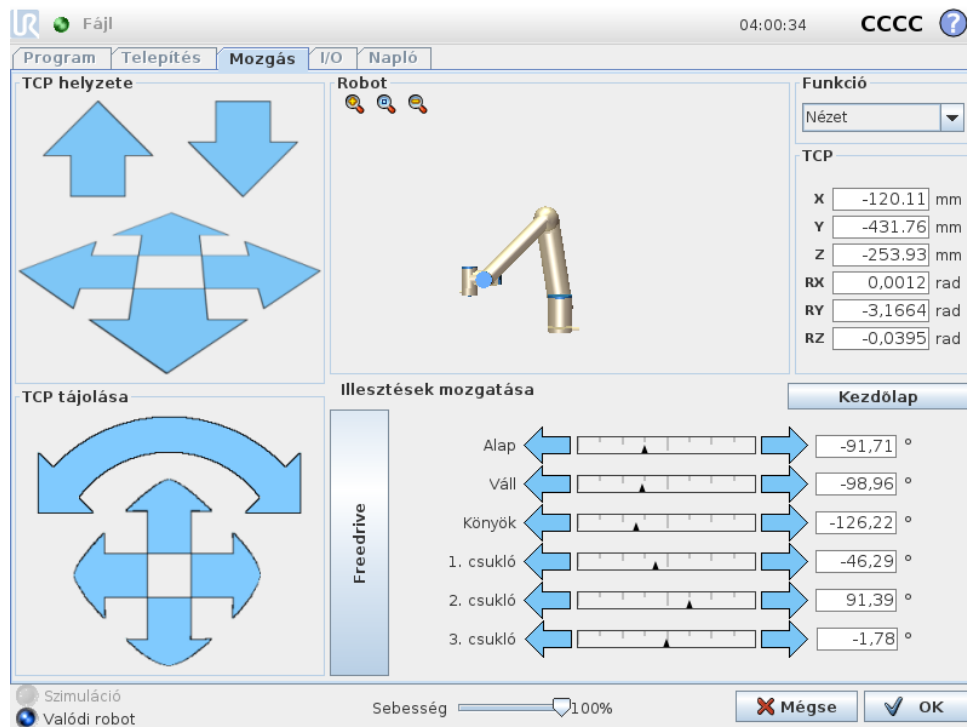 UR Fájl 04:00:34 CCCC ?
Program Telepítés Mozgás I/O Napló
TCP helyzete
Robot
Funkció
Nézet
TCP
X -120.11 mm
Y -431.76 mm
Z -253.93 mm
RX 0,0012 rad
RY -3,1664 rad
RZ -0,0395 rad
TCP tájolása
Illesztések mozgatása
Kezdőlap
Freedrive
Alap -91,71 °
Váll -98,96 °
Könyök -126,22 °
1. csukló -46,29 °
2. csukló 91,39 °
3. csukló -1,78 °
Szimuláció
Valódi robot
Sebesség 100%
Mégse
OK